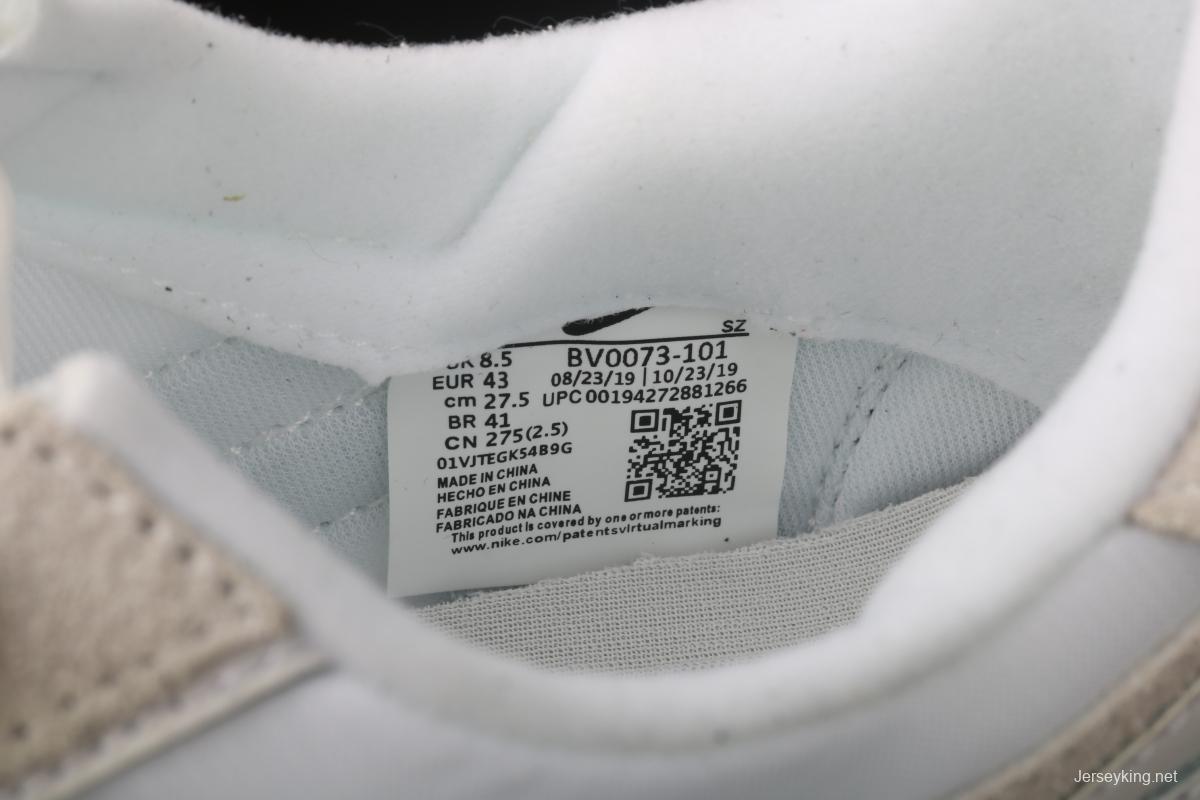 SZ
UK 8.5 BV0073-101
EUR 43 08/23/19 | 10/23/19
cm 27.5 UPC 00194272881266
BR 41
CN 275(2.5)
01VJTEGK54B9G
MADE IN CHINA
HECHO EN CHINA
FABRIQUE EN CHINE
FABRICADO NA CHINA
This product is covered by one or more patents:
www.nike.com/patentsvirtualmarking
Jerseyking.net